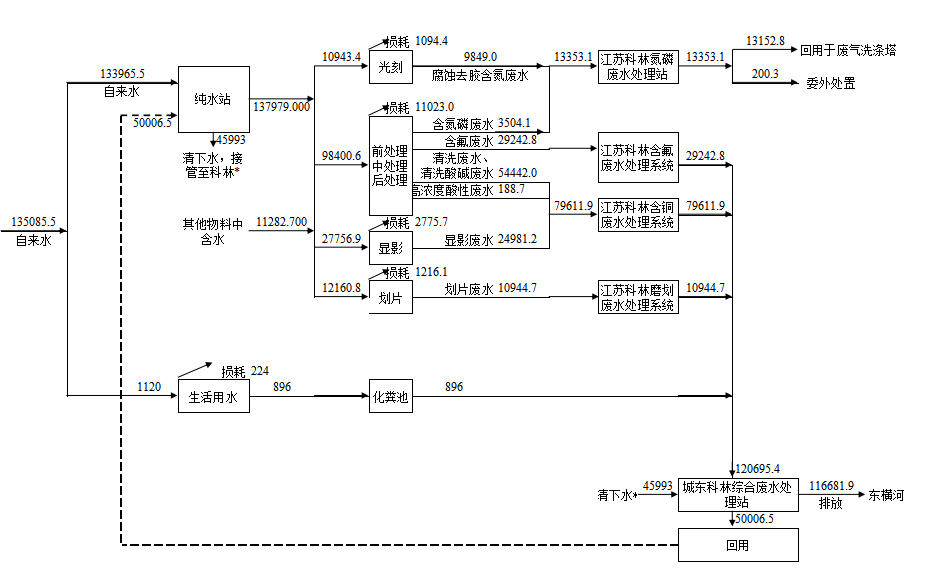 135085.5
自来水
133965.5
自来水
50006.5
纯水站
45993
清下水，接
管至科林*
137979.000
其他物料中
含水
11282.700
10943.4
光刻
损耗 1094.4
9849.0
腐蚀去胶含氮废水
13353.1
江苏科林氮磷
废水处理站
13353.1
13152.8
回用于废气洗涤塔
200.3
委外处置
98400.6
前处理
中处理
后处理
损耗 11023.0
含氮磷废水 3504.1
含氟废水 29242.8
清洗废水、
清洗酸碱废水 54442.0
高浓度酸性废水 188.7
江苏科林含氟
废水处理系统
29242.8
79611.9
江苏科林含铜
废水处理系统
79611.9
27756.9
显影
损耗 2775.7
显影废水 24981.2
12160.8
划片
损耗 1216.1
划片废水 10944.7
江苏科林磨划
废水处理系统
10944.7
1120
生活用水
损耗 224
896
化粪池
896
120695.4
清下水*
45993
城东科林综合废水处
理站
116681.9
排放
东横河
50006.5
回用